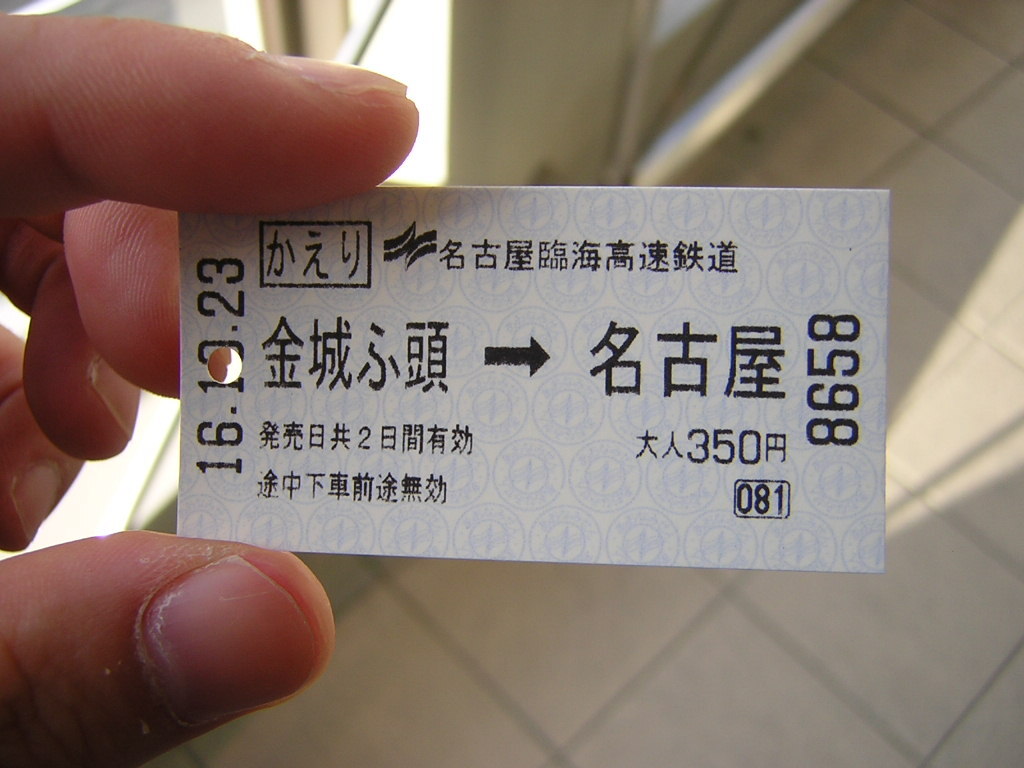 かえり 名古屋臨海高速鉄道
金城ふ頭 → 名古屋
発売日共2日間有効 大人350円
途中下車前途無効 081
16.10.23
8658